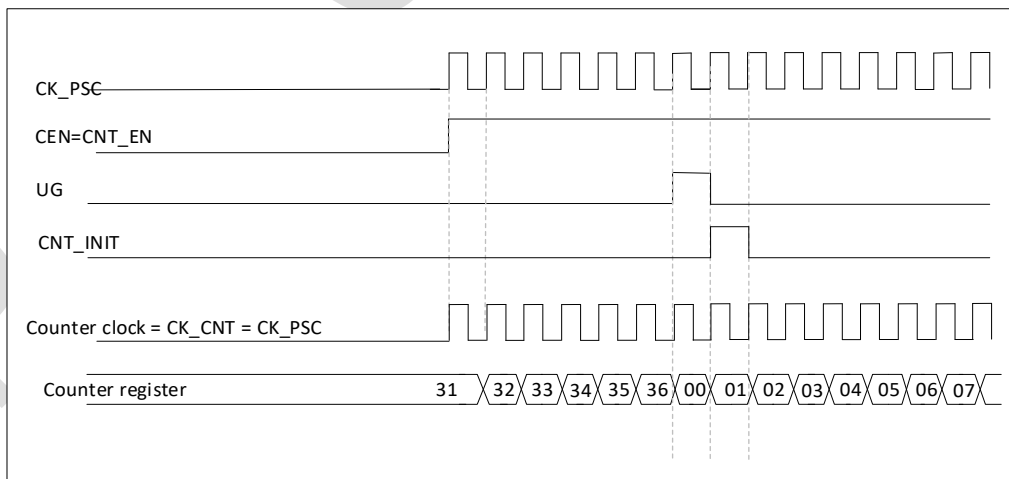 CK_PSC
CEN=CNT_EN
UG
CNT_INIT
Counter clock = CK_CNT = CK_PSC
Counter register 31 32 33 34 35 36 00 01 02 03 04 05 06 07